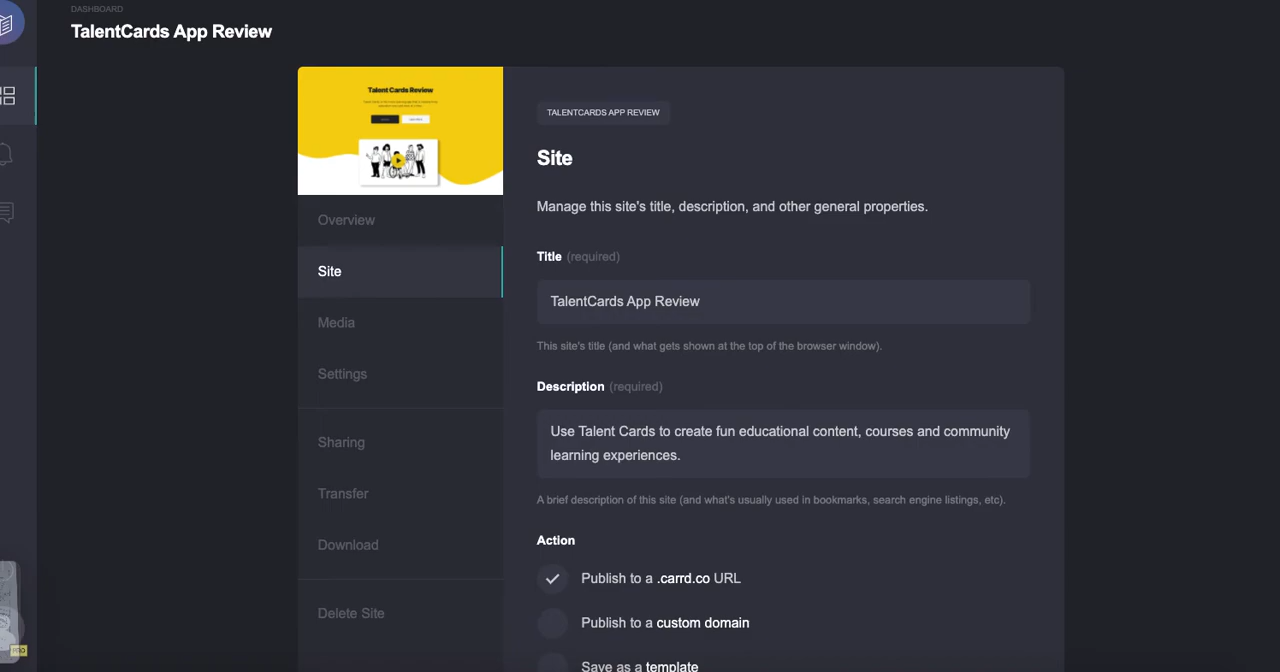 DASHBOARD
TalentCards App Review
Talent Cards Review
TALENTCARDS APP REVIEW
Site
Manage this site's title, description, and other general properties.
Overview
Site
Media
Settings
Sharing
Transfer
Download
Delete Site
Title (required)
TalentCards App Review
This site's title (and what gets shown at the top of the browser window).
Description (required)
Use Talent Cards to create fun educational content, courses and community
learning experiences.
A brief description of this site (and what's usually used in bookmarks, search engine listings, etc).
Action
Publish to a .carrd.co URL
Publish to a custom domain
Save as a template
PRO